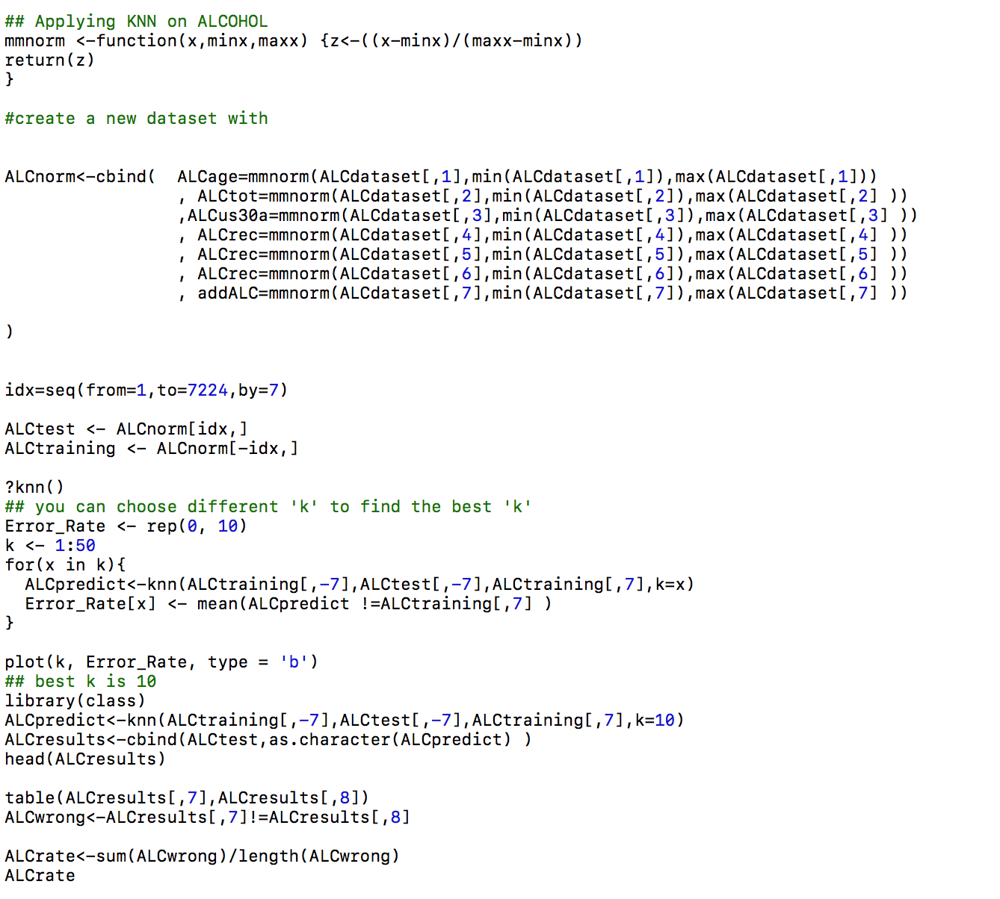 ## Applying KNN on ALCOHOL
mmnorm <-function(x,minx,maxx) {z<-((x-minx)/(maxx-minx))
return(z)
}
#create a new dataset with
ALCnorm<-cbind(  ALCage=mmnorm(ALCdataset[,1],min(ALCdataset[,1]),max(ALCdataset[,1]))
                 , ALCtot=mmnorm(ALCdataset[,2],min(ALCdataset[,2]),max(ALCdataset[,2] ))
                 ,ALCus30a=mmnorm(ALCdataset[,3],min(ALCdataset[,3]),max(ALCdataset[,3] ))
                 , ALCrec=mmnorm(ALCdataset[,4],min(ALCdataset[,4]),max(ALCdataset[,4] ))
                 , ALCrec=mmnorm(ALCdataset[,5],min(ALCdataset[,5]),max(ALCdataset[,5] ))
                 , ALCrec=mmnorm(ALCdataset[,6],min(ALCdataset[,6]),max(ALCdataset[,6] ))
                 , addALC=mmnorm(ALCdataset[,7],min(ALCdataset[,7]),max(ALCdataset[,7] ))
)
idx=seq(from=1,to=7224,by=7)
ALCtest <- ALCnorm[idx,]
ALCtraining <- ALCnorm[-idx,]
?knn()
## you can choose different 'k' to find the best 'k'
Error_Rate <- rep(0, 10)
k <- 1:50
for(x in k){
  ALCpredict<-knn(ALCtraining[,-7],ALCtest[,-7],ALCtraining[,7],k=x)
  Error_Rate[x] <- mean(ALCpredict !=ALCtraining[,7] )
}
plot(k, Error_Rate, type = 'b')
## best k is 10
library(class)
ALCpredict<-knn(ALCtraining[,-7],ALCtest[,-7],ALCtraining[,7],k=10)
ALCresults<-cbind(ALCtest,as.character(ALCpredict) )
head(ALCresults)
table(ALCresults[,7],ALCresults[,8])
ALCwrong<-ALCresults[,7]!=ALCresults[,8]
ALCrate<-sum(ALCwrong)/length(ALCwrong)
ALCrate